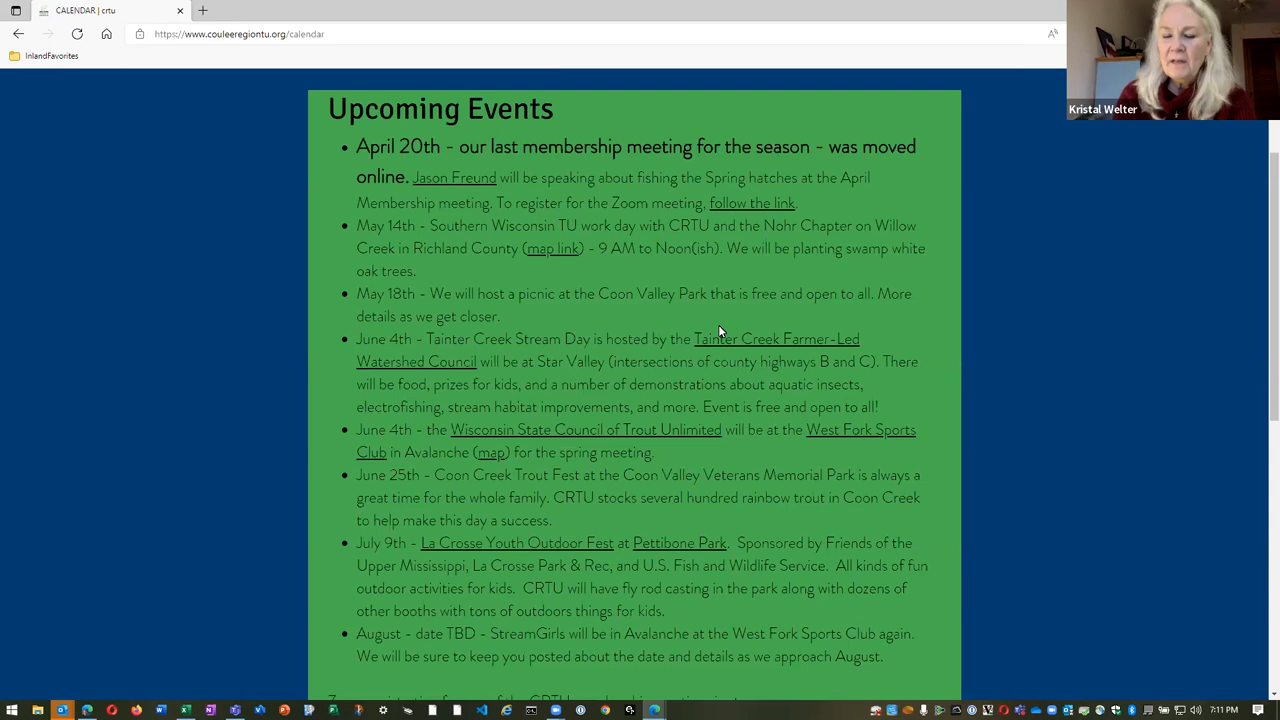 CALENDAR | crtu
https://www.couleeregiontu.org/calendar
InlandFavorites
Kristal Welter
Upcoming Events
• April 20th - our last membership meeting for the season - was moved
online. Jason Freund will be speaking about fishing the Spring hatches at the April
Membership meeting. To register for the Zoom meeting, follow the link.
• May 14th - Southern Wisconsin TU work day with CRTU and the Nohr Chapter on Willow
Creek in Richland County (map link) - 9 AM to Noon(ish). We will be planting swamp white
oak trees.
• May 18th - We will host a picnic at the Coon Valley Park that is free and open to all. More
details as we get closer.
• June 4th - Tainter Creek Stream Day is hosted by the Tainter Creek Farmer-Led
Watershed Council will be at Star Valley (intersections of county highways B and C). There
will be food, prizes for kids, and a number of demonstrations about aquatic insects,
electrofishing, stream habitat improvements, and more. Event is free and open to all!
• June 4th - the Wisconsin State Council of Trout Unlimited will be at the West Fork Sports
Club in Avalanche (map) for the spring meeting.
• June 25th - Coon Creek Trout Fest at the Coon Valley Veterans Memorial Park is always a
great time for the whole family. CRTU stocks several hundred rainbow trout in Coon Creek
to help make this day a success.
• July 9th - La Crosse Youth Outdoor Fest at Pettibone Park. Sponsored by Friends of the
Upper Mississippi, La Crosse Park & Rec, and U.S. Fish and Wildlife Service. All kinds of fun
outdoor activities for kids. CRTU will have fly rod casting in the park along with dozens of
other booths with tons of outdoors things for kids.
• August - date TBD - StreamGirls will be in Avalanche at the West Fork Sports Club again.
We will be sure to keep you posted about the date and details as we approach August.
7:11 PM